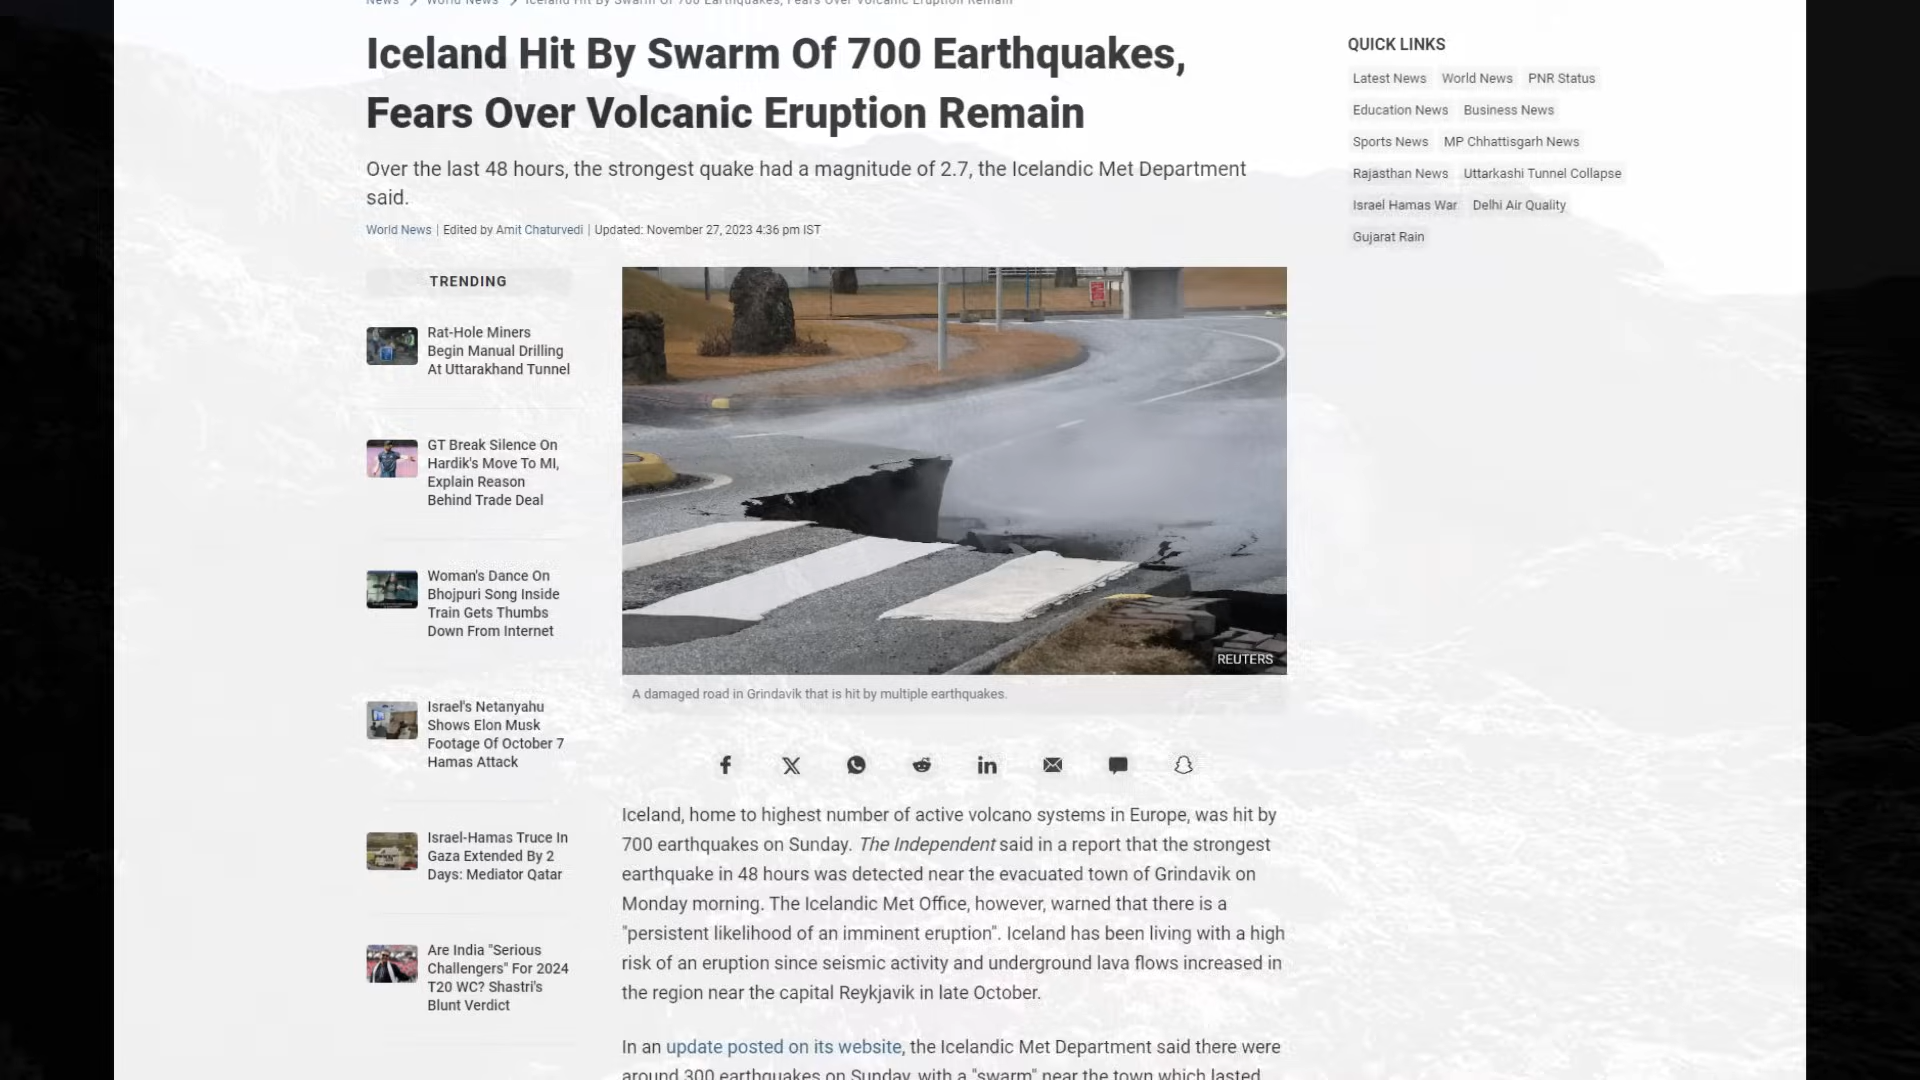 News > World News > Iceland Hit By Swarm Of 700 Earthquakes, Fears Over Volcanic Eruption Remain
Iceland Hit By Swarm Of 700 Earthquakes,
Fears Over Volcanic Eruption Remain
Over the last 48 hours, the strongest quake had a magnitude of 2.7, the Icelandic Met Department
said.
World News | Edited by Amit Chaturvedi | Updated: November 27, 2023 4:36 pm IST
TRENDING
Rat-Hole Miners
Begin Manual Drilling
At Uttarakhand Tunnel
GT Break Silence On
Hardik's Move To MI,
Explain Reason
Behind Trade Deal
Woman's Dance On
Bhojpuri Song Inside
Train Gets Thumbs
Down From Internet
Israel's Netanyahu
Shows Elon Musk
Footage Of October 7
Hamas Attack
Israel-Hamas Truce In
Gaza Extended By 2
Days: Mediator Qatar
Are India "Serious
Challengers" For 2024
T20 WC? Shastri's
Blunt Verdict
REUTERS
A damaged road in Grindavik that is hit by multiple earthquakes.
Iceland, home to highest number of active volcano systems in Europe, was hit by
700 earthquakes on Sunday. The Independent said in a report that the strongest
earthquake in 48 hours was detected near the evacuated town of Grindavik on
Monday morning. The Icelandic Met Office, however, warned that there is a
"persistent likelihood of an imminent eruption". Iceland has been living with a high
risk of an eruption since seismic activity and underground lava flows increased in
the region near the capital Reykjavik in late October.
In an update posted on its website, the Icelandic Met Department said there were
around 300 earthquakes on Sunday, with a "swarm" near the town which lasted
QUICK LINKS
Latest News World News PNR Status
Education News Business News
Sports News MP Chhattisgarh News
Rajasthan News Uttarkashi Tunnel Collapse
Israel Hamas War Delhi Air Quality
Gujarat Rain